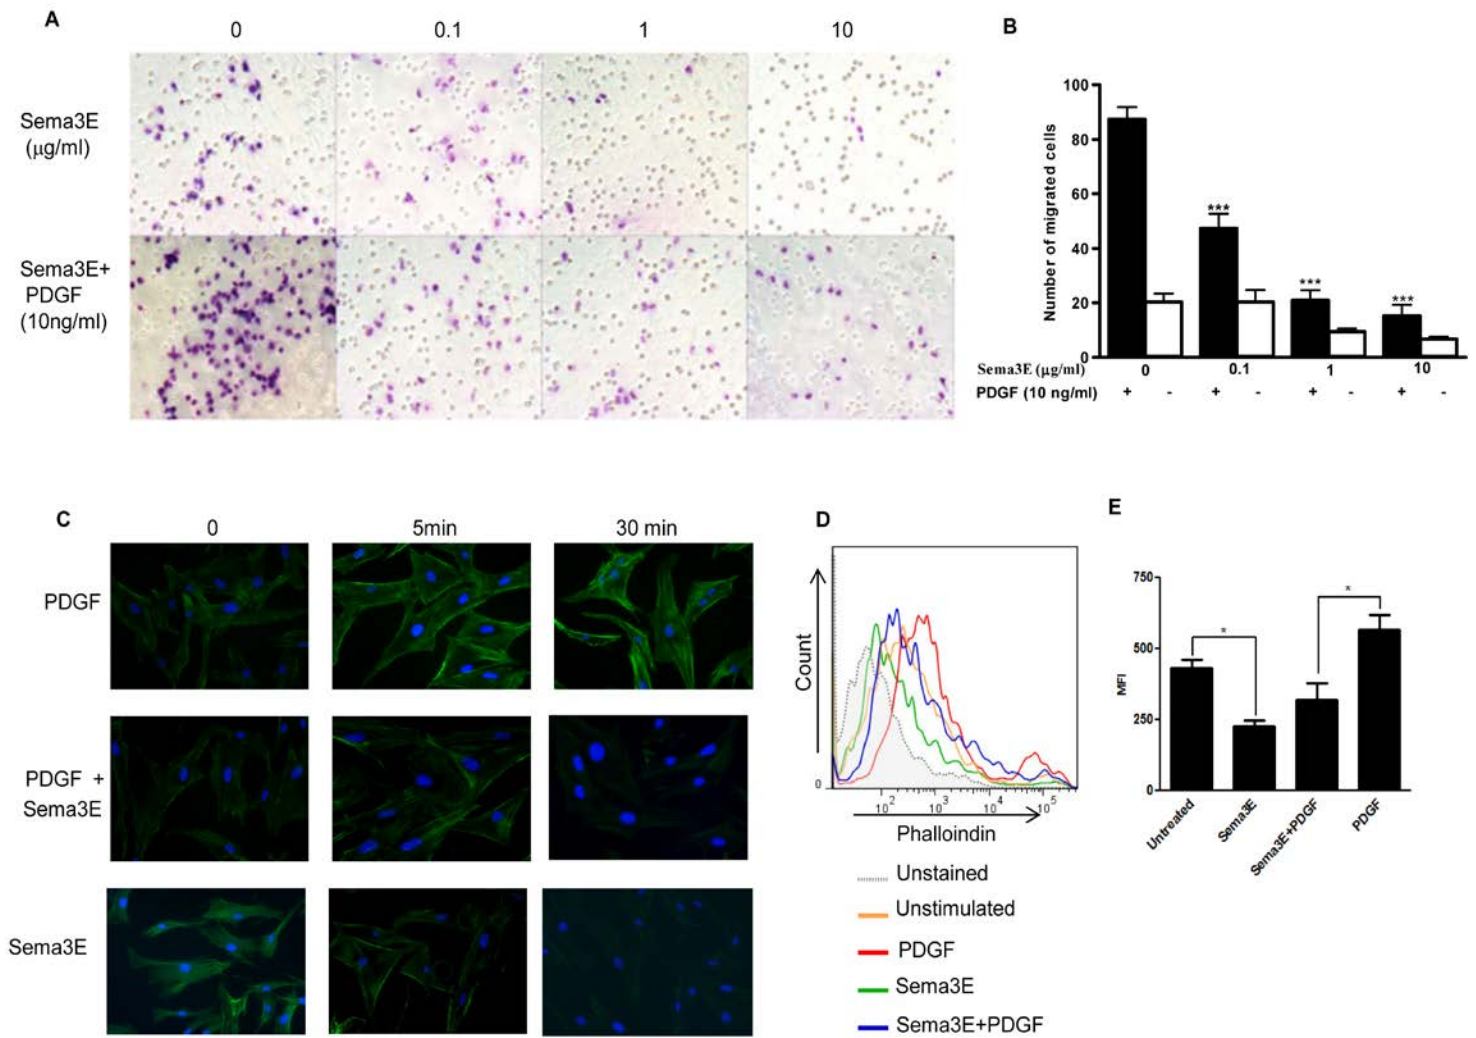 A
0 0.1 1 10
Sema3E
(µg/ml)
Sema3E+
PDGF
(10ng/ml)
B
Number of migrated cells
100
80
60
40
20
0
***
***
***
Sema3E (µg/ml) 0 0.1 1 10
PDGF (10 ng/ml) + - + - + - + -
C
0 5min 30 min
PDGF
PDGF +
Sema3E
Sema3E
D
Count
0
10² 10³ 10⁴ 10⁵
Phalloindin
Unstained
Unstimulated
PDGF
Sema3E
Sema3E+PDGF
E
MFI
750
500
250
0
*
*
Untreated
Sema3E
Sema3E+PDGF
PDGF